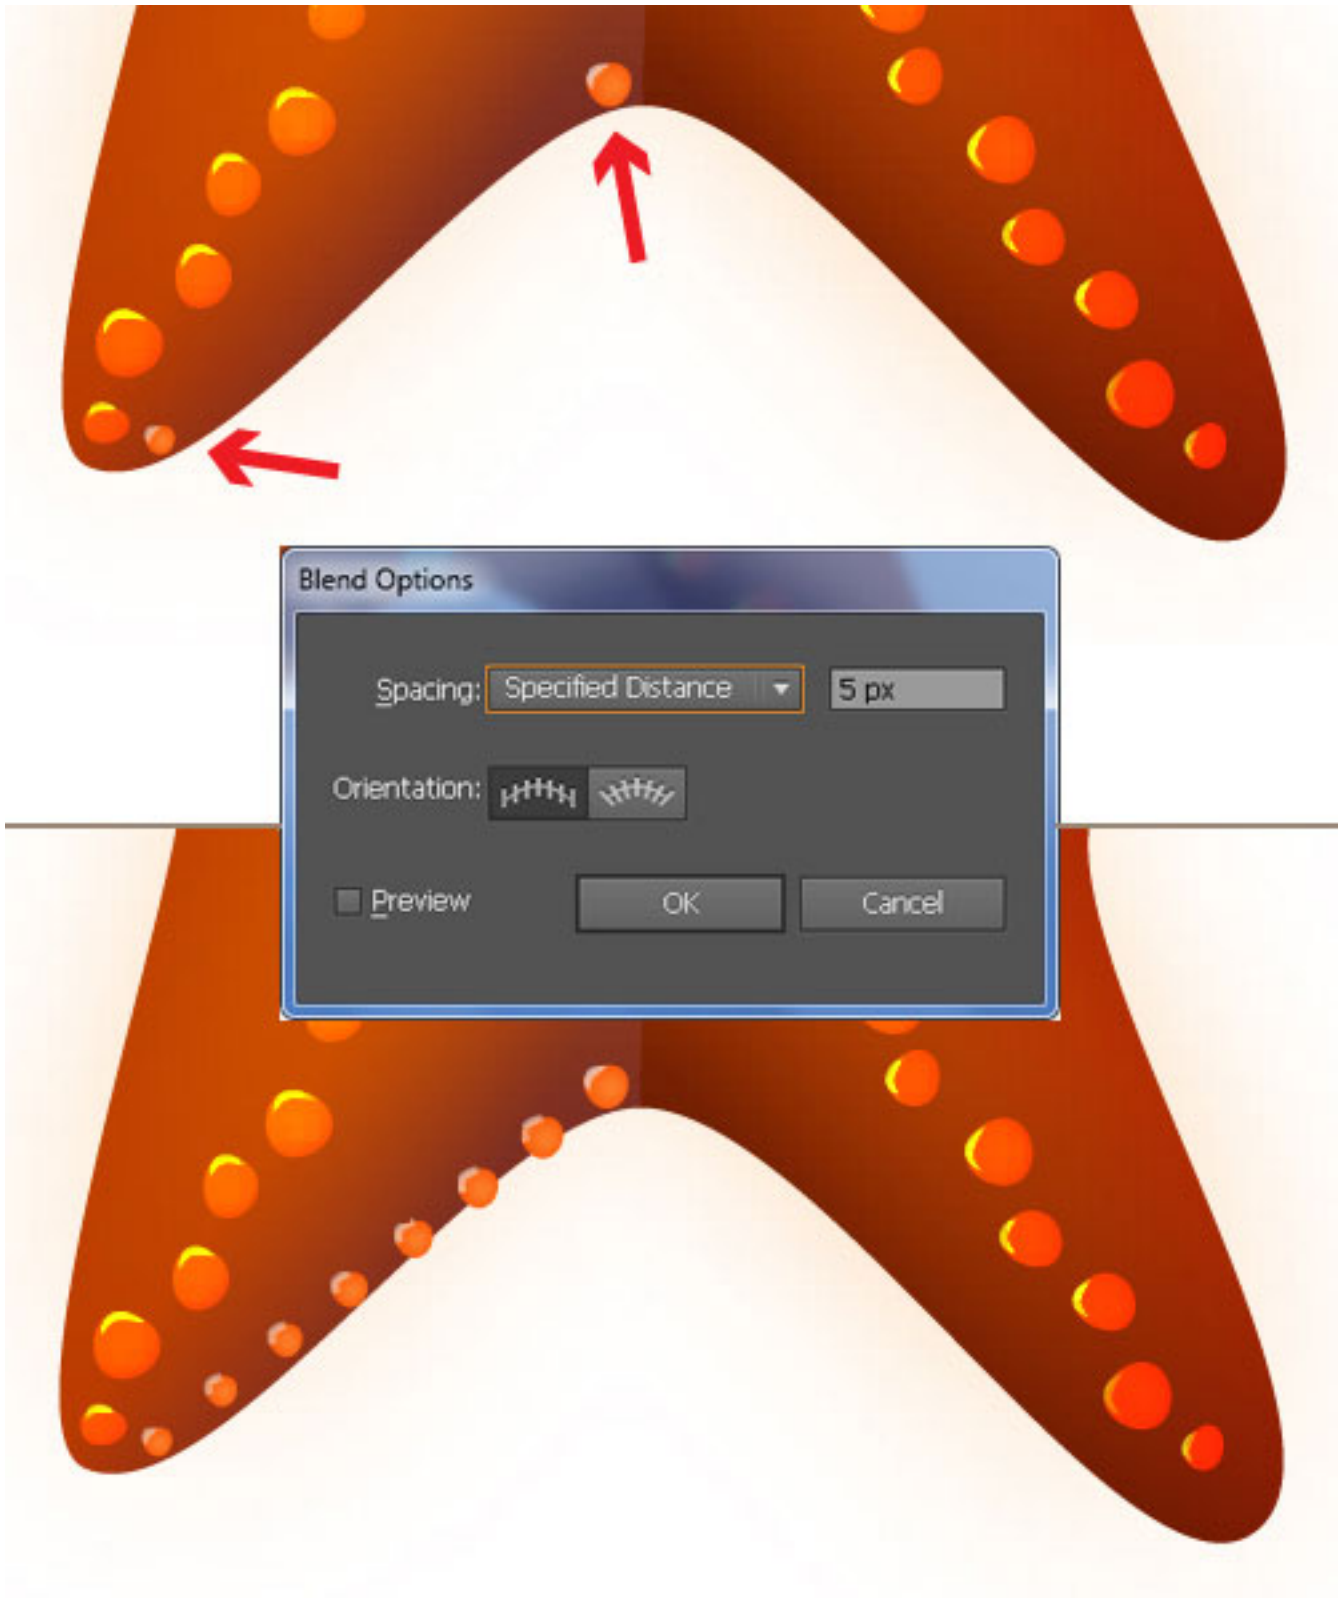 Blend Options
Spacing: Specified Distance 5 px
Orientation:
Preview OK Cancel